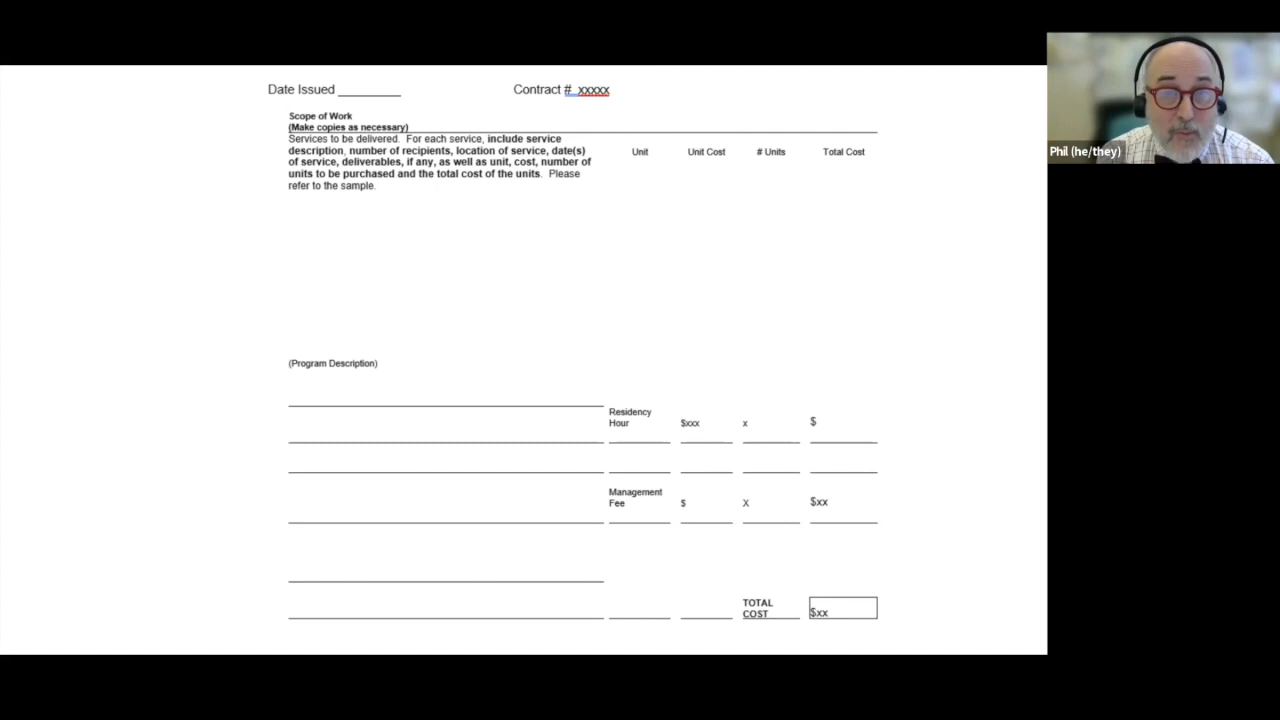 Date Issued _________ Contract #_xxxxx
Scope of Work
(Make copies as necessary)
Services to be delivered. For each service, include service
description, number of recipients, location of service, date(s)
of service, deliverables, if any, as well as unit, cost, number of
units to be purchased and the total cost of the units. Please
refer to the sample.
Unit Unit Cost # Units Total Cost
(Program Description)
Residency
Hour $xxx x $
Management
Fee $ X $xx
TOTAL
COST $xx
Phil (he/they)